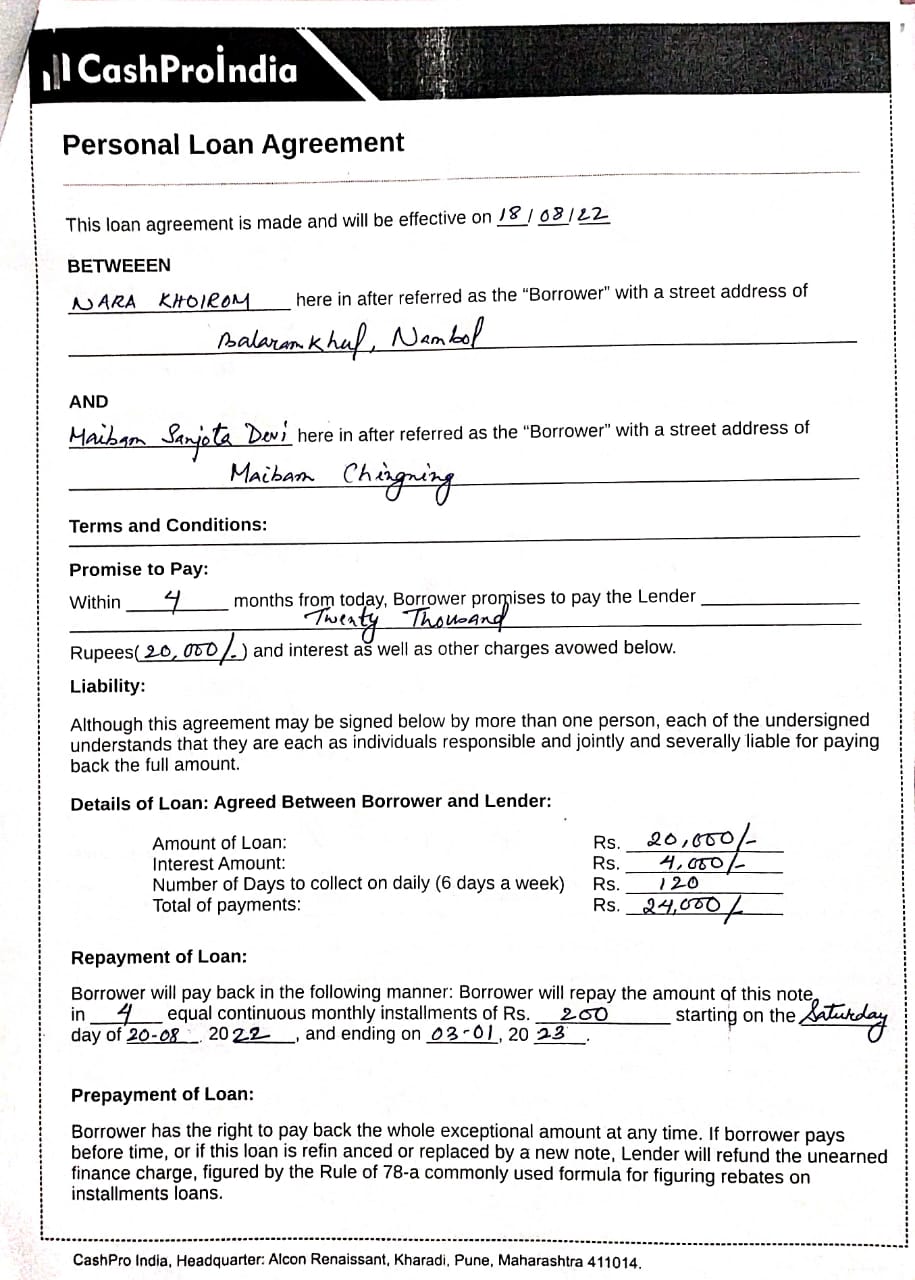 CashProIndia
Personal Loan Agreement
This loan agreement is made and will be effective on 18 / 08 / 22
BETWEEEN
NARA KHOIROM here in after referred as the “Borrower” with a street address of
Balaram Khul, Nambol
AND
Maibam Sanjota Devi here in after referred as the “Borrower” with a street address of
Maibam Chingning
Terms and Conditions:
Promise to Pay:
Within 4 months from today, Borrower promises to pay the Lender
Twenty Thousand
Rupees( 20,000/- ) and interest as well as other charges avowed below.
Liability:
Although this agreement may be signed below by more than one person, each of the undersigned
understands that they are each as individuals responsible and jointly and severally liable for paying
back the full amount.
Details of Loan: Agreed Between Borrower and Lender:
Amount of Loan: Rs. 20,000/-
Interest Amount: Rs. 4,000/-
Number of Days to collect on daily (6 days a week) Rs. 120
Total of payments: Rs. 24,000/-
Repayment of Loan:
Borrower will pay back in the following manner: Borrower will repay the amount of this note
in 4 equal continuous monthly installments of Rs. 200 starting on the Saturday
day of 20-08 . 2022 , and ending on 03-01, 20 23 .
Prepayment of Loan:
Borrower has the right to pay back the whole exceptional amount at any time. If borrower pays
before time, or if this loan is refin anced or replaced by a new note, Lender will refund the unearned
finance charge, figured by the Rule of 78-a commonly used formula for figuring rebates on
installments loans.
CashPro India, Headquarter: Alcon Renaissant, Kharadi, Pune, Maharashtra 411014.